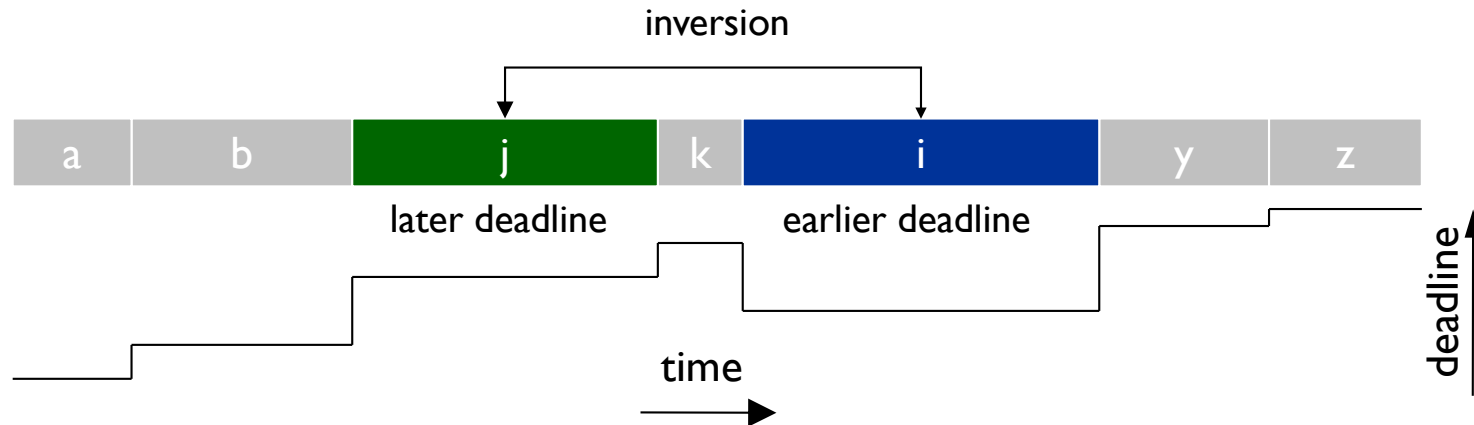 inversion
a b j k i y z
later deadline earlier deadline
deadline
time